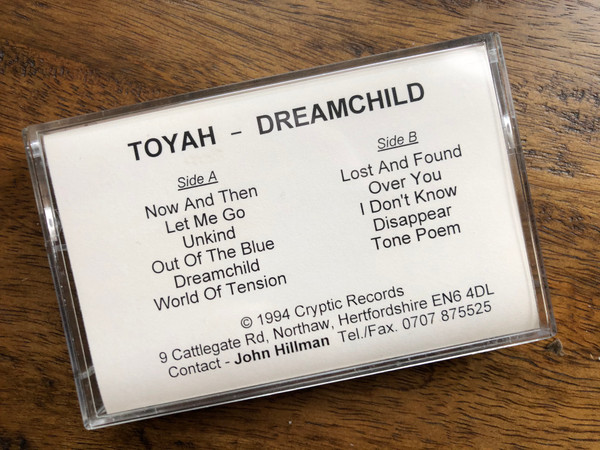 TOYAH - DREAMCHILD
Side A
Now And Then
Let Me Go
Unkind
Out Of The Blue
Dreamchild
World Of Tension
Side B
Lost And Found
Over You
I Don't Know
Disappear
Tone Poem
© 1994 Cryptic Records
9 Cattlegate Rd, Northaw, Hertfordshire EN6 4DL
Contact - John Hillman Tel./Fax. 0707 875525